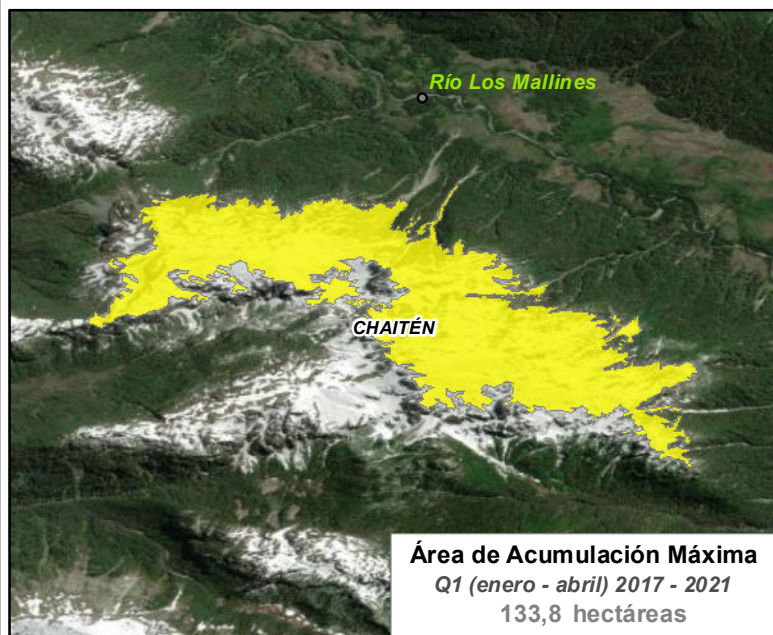 Río Los Mallines
CHAITÉN
Área de Acumulación Máxima
Q1 (enero - abril) 2017 - 2021
133,8 hectáreas